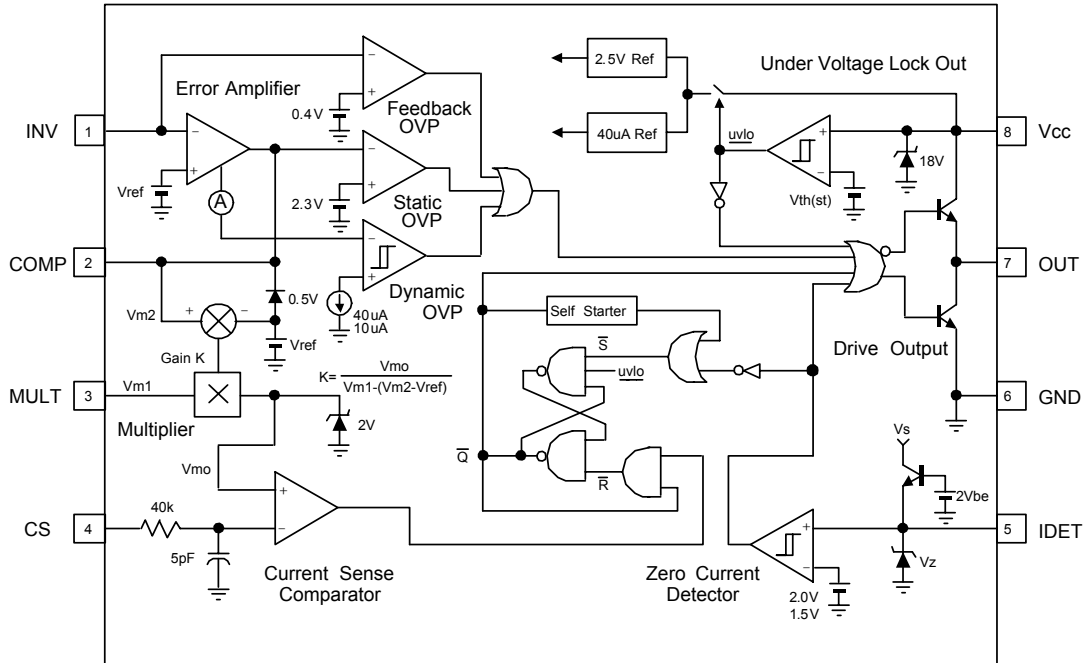 2.5V Ref
Under Voltage Lock Out
Error Amplifier
0.4V
Feedback
OVP
40uA Ref
INV 1
uvlo
8 Vcc
18V
Vref
A
2.3V
Static
OVP
Vth(st)
COMP 2
7 OUT
0.5V
Dynamic
OVP
40uA
10uA
Self Starter
Vm2
+
−
Vref
Drive Output
Gain K
S
uvlo
K= Vmo
Vm1-(Vm2-Vref)
MULT 3
Vm1
6 GND
Multiplier
2V
Vs
Q
R
Vmo
2Vbe
CS 4
40k
5 IDET
5pF
Vz
Current Sense
Comparator
Zero Current
Detector
2.0V
1.5V